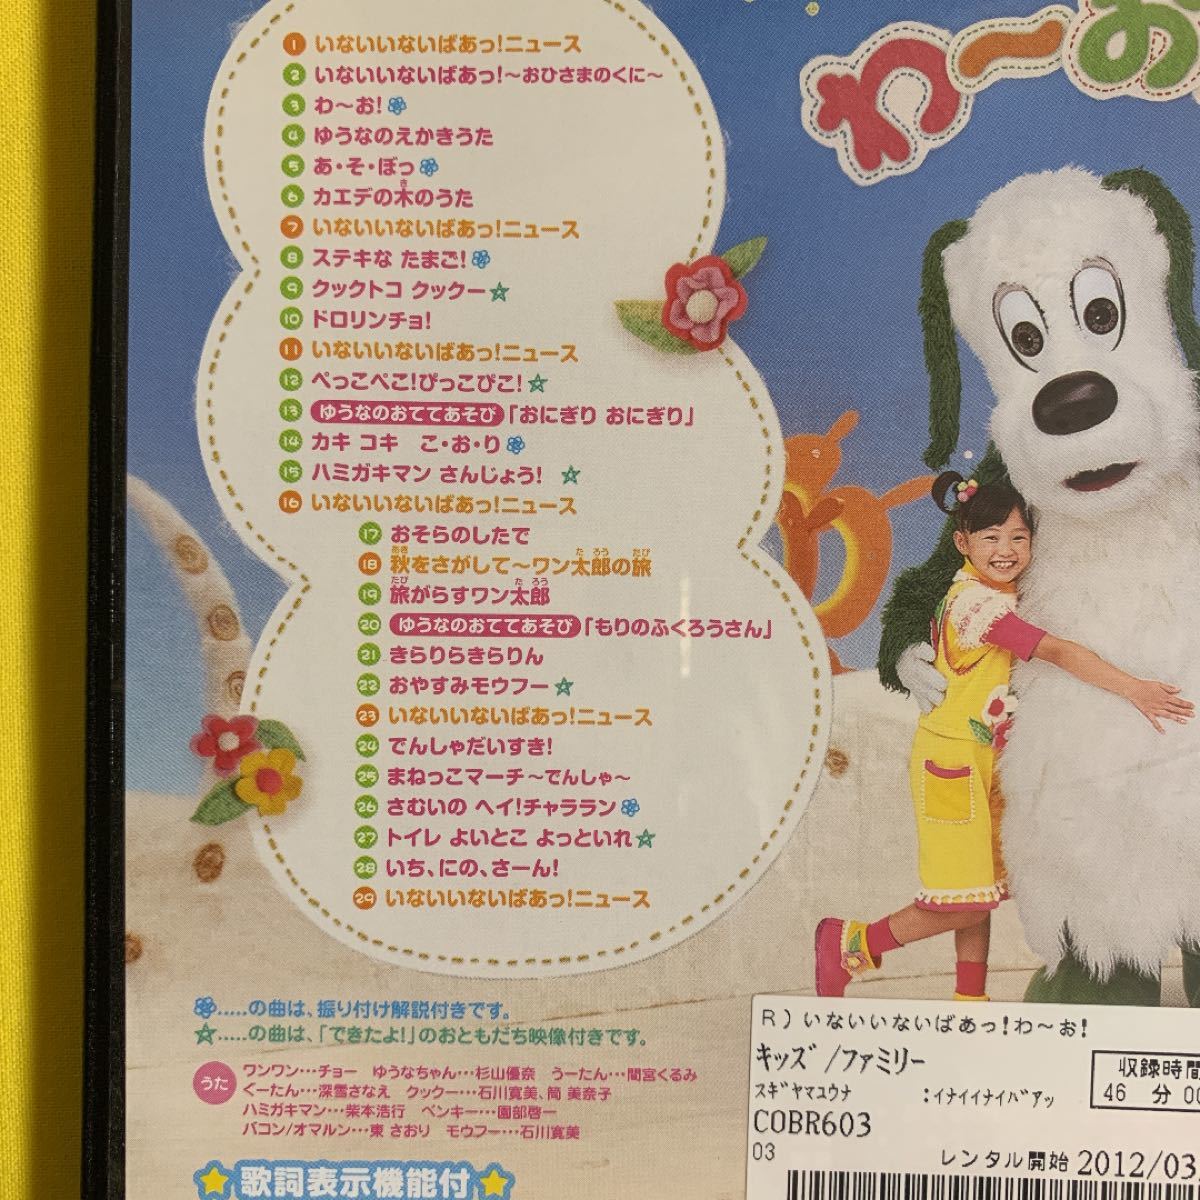 わーお
1 いないいないばあっ!ニュース
2 いないいないばあっ!〜おひさまのくに〜
3 わ〜お!
4 ゆうなのえかきうた
5 あ・そ・ぼっ
6 カエデの木のうた
き
7 いないいないばあっ!ニュース
8 ステキな たまご!
9 クックトコ クックー☆
10 ドロリンチョ!
11 いないいないばあっ!ニュース
12 ぺっこぺこ!ぴっこぴこ!☆
13 ゆうなのおててあそび「おにぎり おにぎり」
14 カキ コキ こ・お・り
15 ハミガキマン さんじょう! ☆
16 いないいないばあっ!ニュース
17 おそらのしたで
18 秋をさがして〜ワン太郎の旅
あき た ろう たび
19 旅がらすワン太郎
たび た ろう
20 ゆうなのおててあそび「もりのふくろうさん」
21 きらりらきらりん
22 おやすみモウフー☆
23 いないいないばあっ!ニュース
24 でんしゃだいすき!
25 まねっこマーチ〜でんしゃ〜
26 さむいの ヘイ!チャララン
27 トイレ よいとこ よっといれ☆
28 いち、にの、さーん!
29 いないいないばあっ!ニュース
.....の曲は、振り付け解説付きです。
☆.....の曲は、「できたよ!」のおともだち映像付きです。
うた
ワンワン…チョー ゆうなちゃん…杉山優奈 うーたん…間宮くるみ
ぐーたん…深雪さなえ クックー…石川寛美、筒 美奈子
ハミガキマン…柴本浩行 ペンキー…園部啓一
パコン/オマルン…東 さおり モウフー…石川寛美
歌詞表示機能付
R)いないいないばあっ!わ〜お!
キッズ/ファミリー
スギヤマユウナ :イナイイナイバアッ
COBR603
03
収録時間
46 分 00
レンタル開始 2012/03